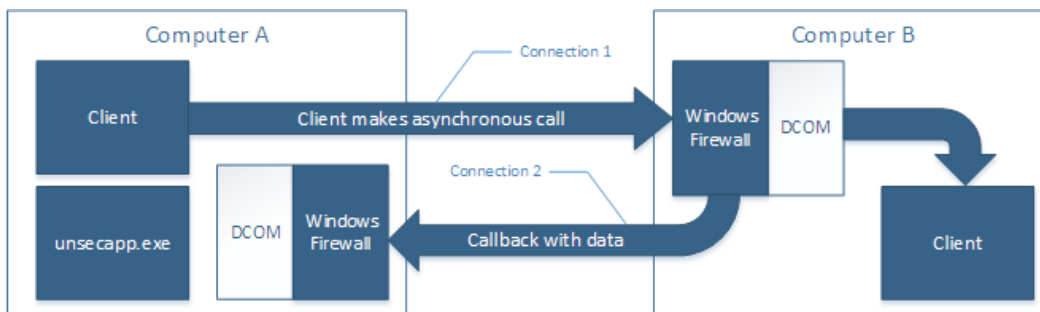 Computer A
Computer B
Connection 1
Client
Client makes asynchronous call
Windows
Firewall
DCOM
Connection 2
unsecapp.exe
DCOM
Windows
Firewall
Callback with data
Client